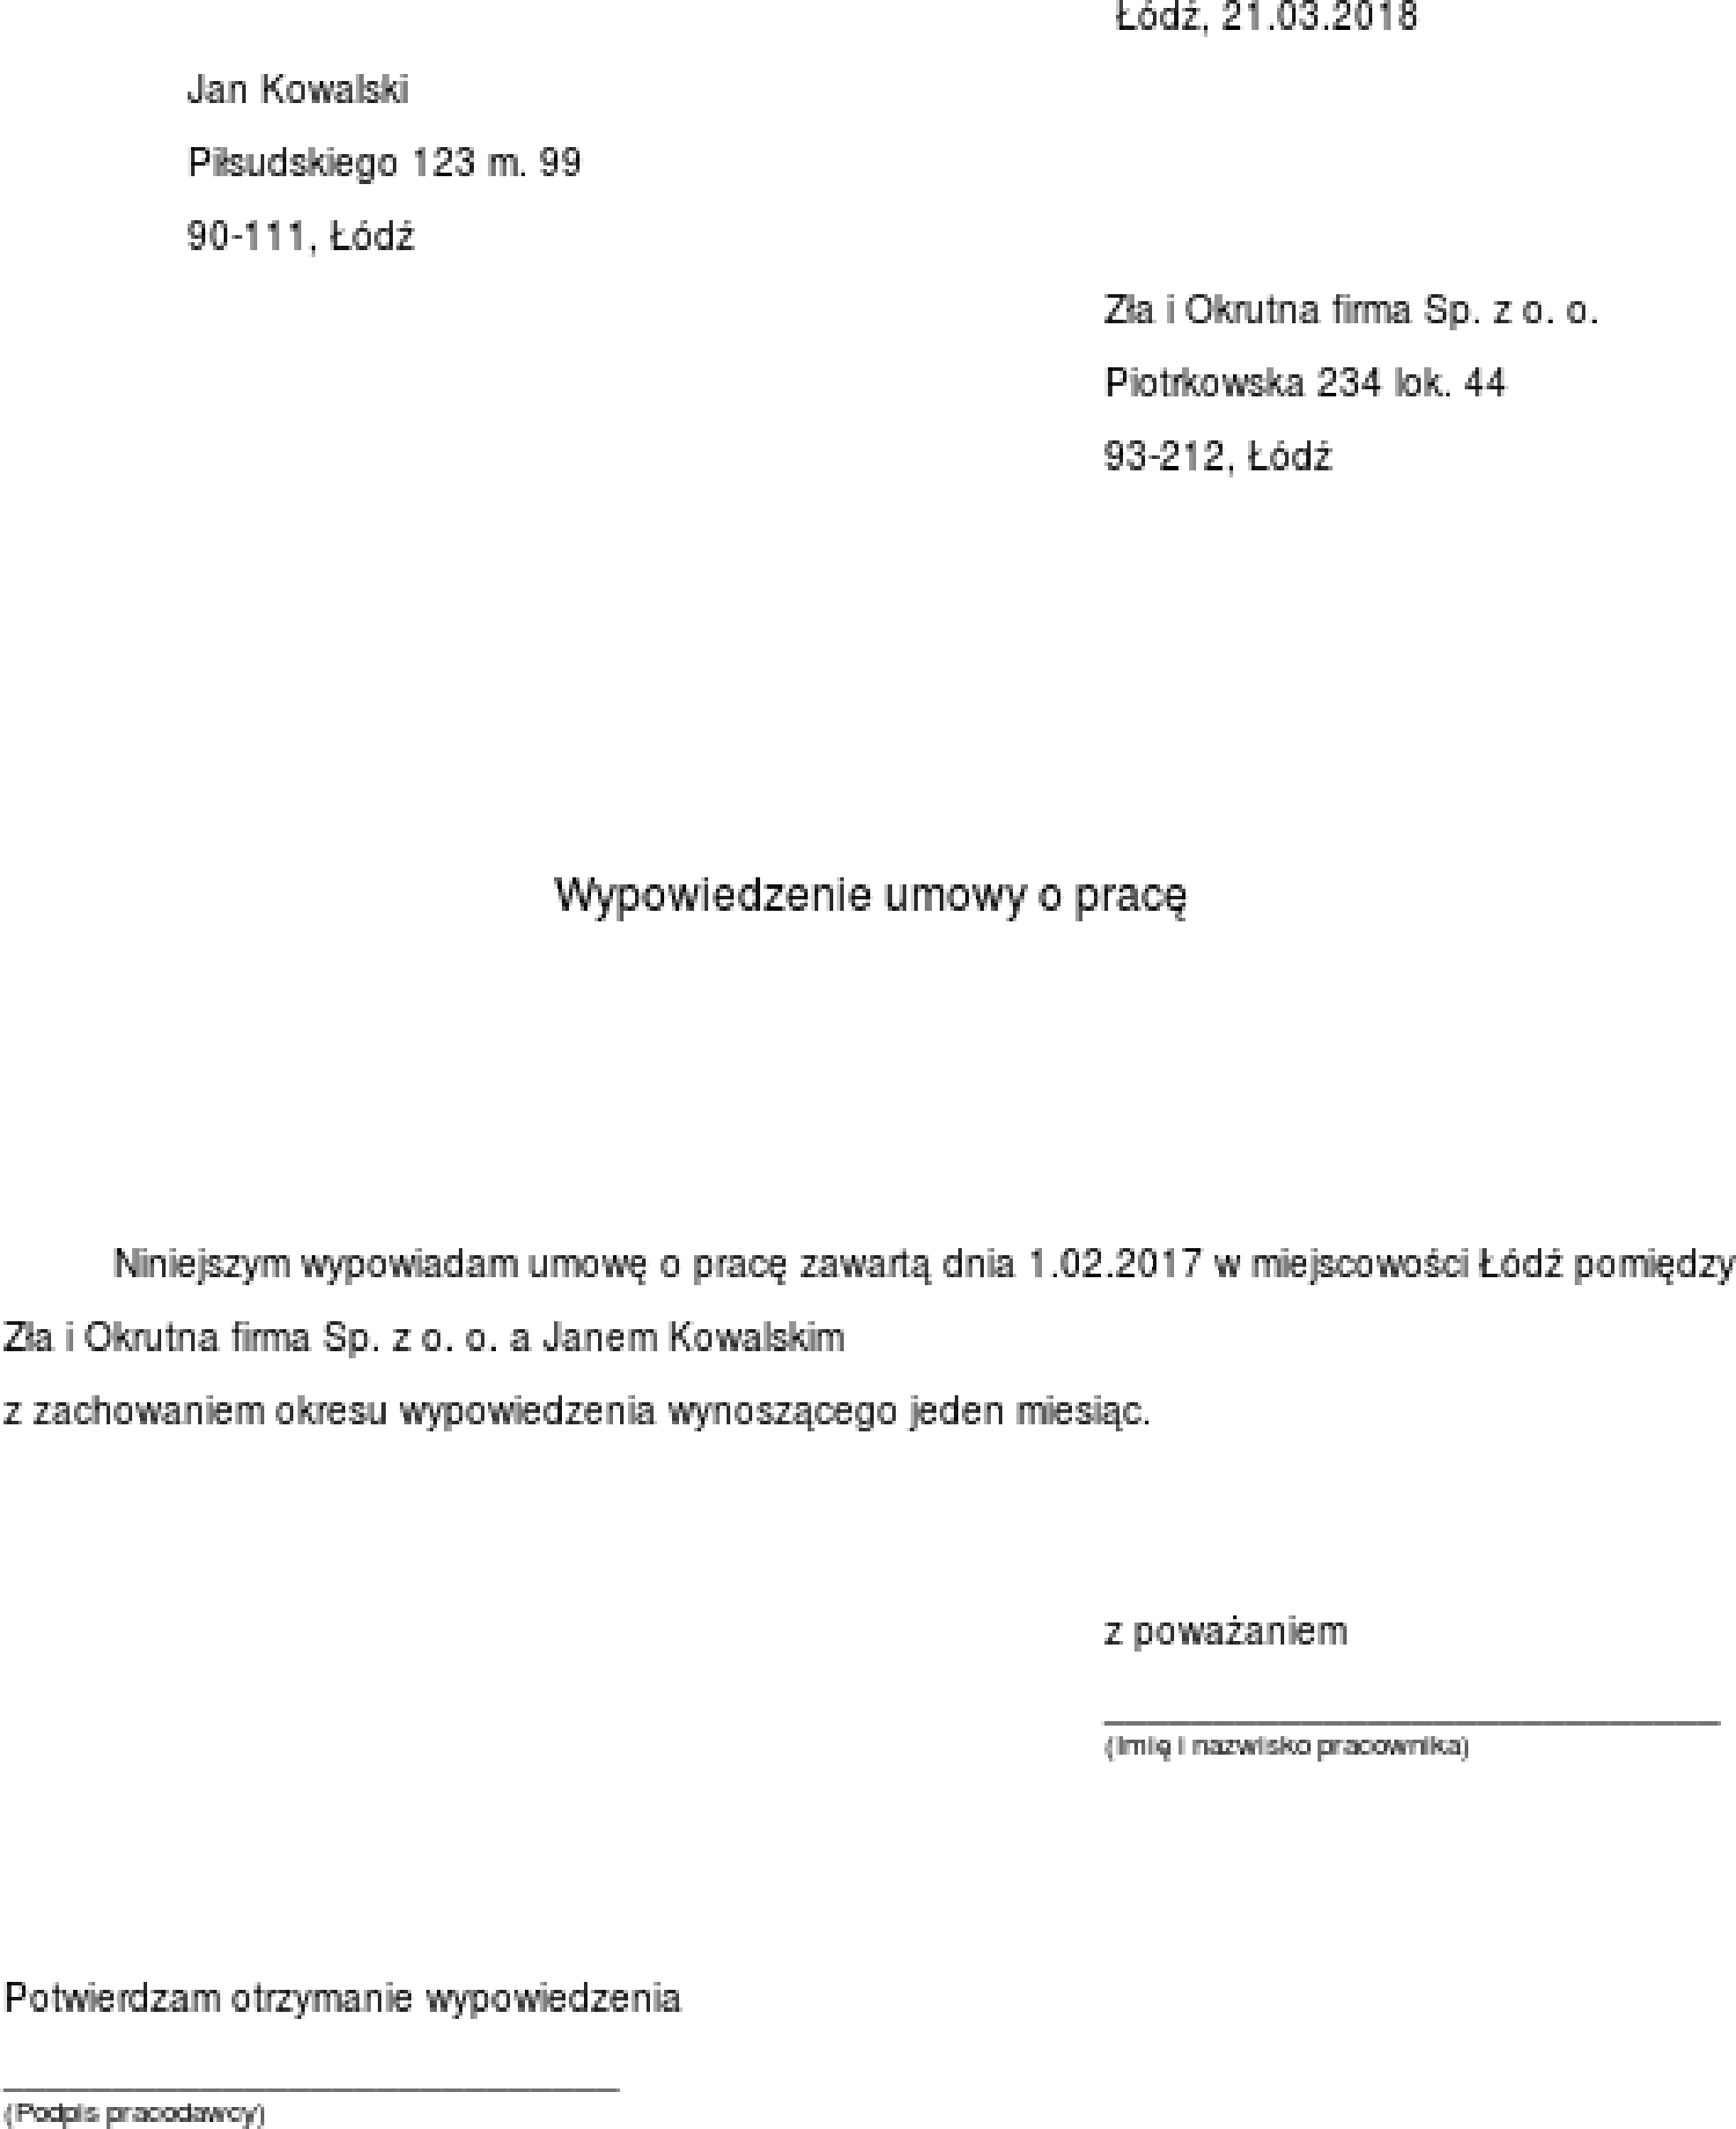 Łódź, 21.03.2018
Jan Kowalski
Piłsudskiego 123 m. 99
90-111, Łódź
Zła i Okrutna firma Sp. z o. o.
Piotrkowska 234 lok. 44
93-212, Łódź
Wypowiedzenie umowy o pracę
Niniejszym wypowiadam umowę o pracę zawartą dnia 1.02.2017 w miejscowości Łódź pomiędzy
Zła i Okrutna firma Sp. z o. o. a Janem Kowalskim
z zachowaniem okresu wypowiedzenia wynoszącego jeden miesiąc.
z poważaniem
(Imię i nazwisko pracownika)
Potwierdzam otrzymanie wypowiedzenia
(Podpis pracodawcy)